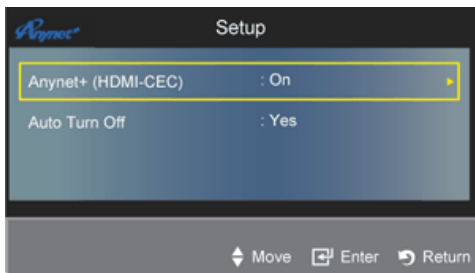 Anynet+ Setup
Anynet+ (HDMI-CEC) : On
Auto Turn Off : Yes
Move Enter Return